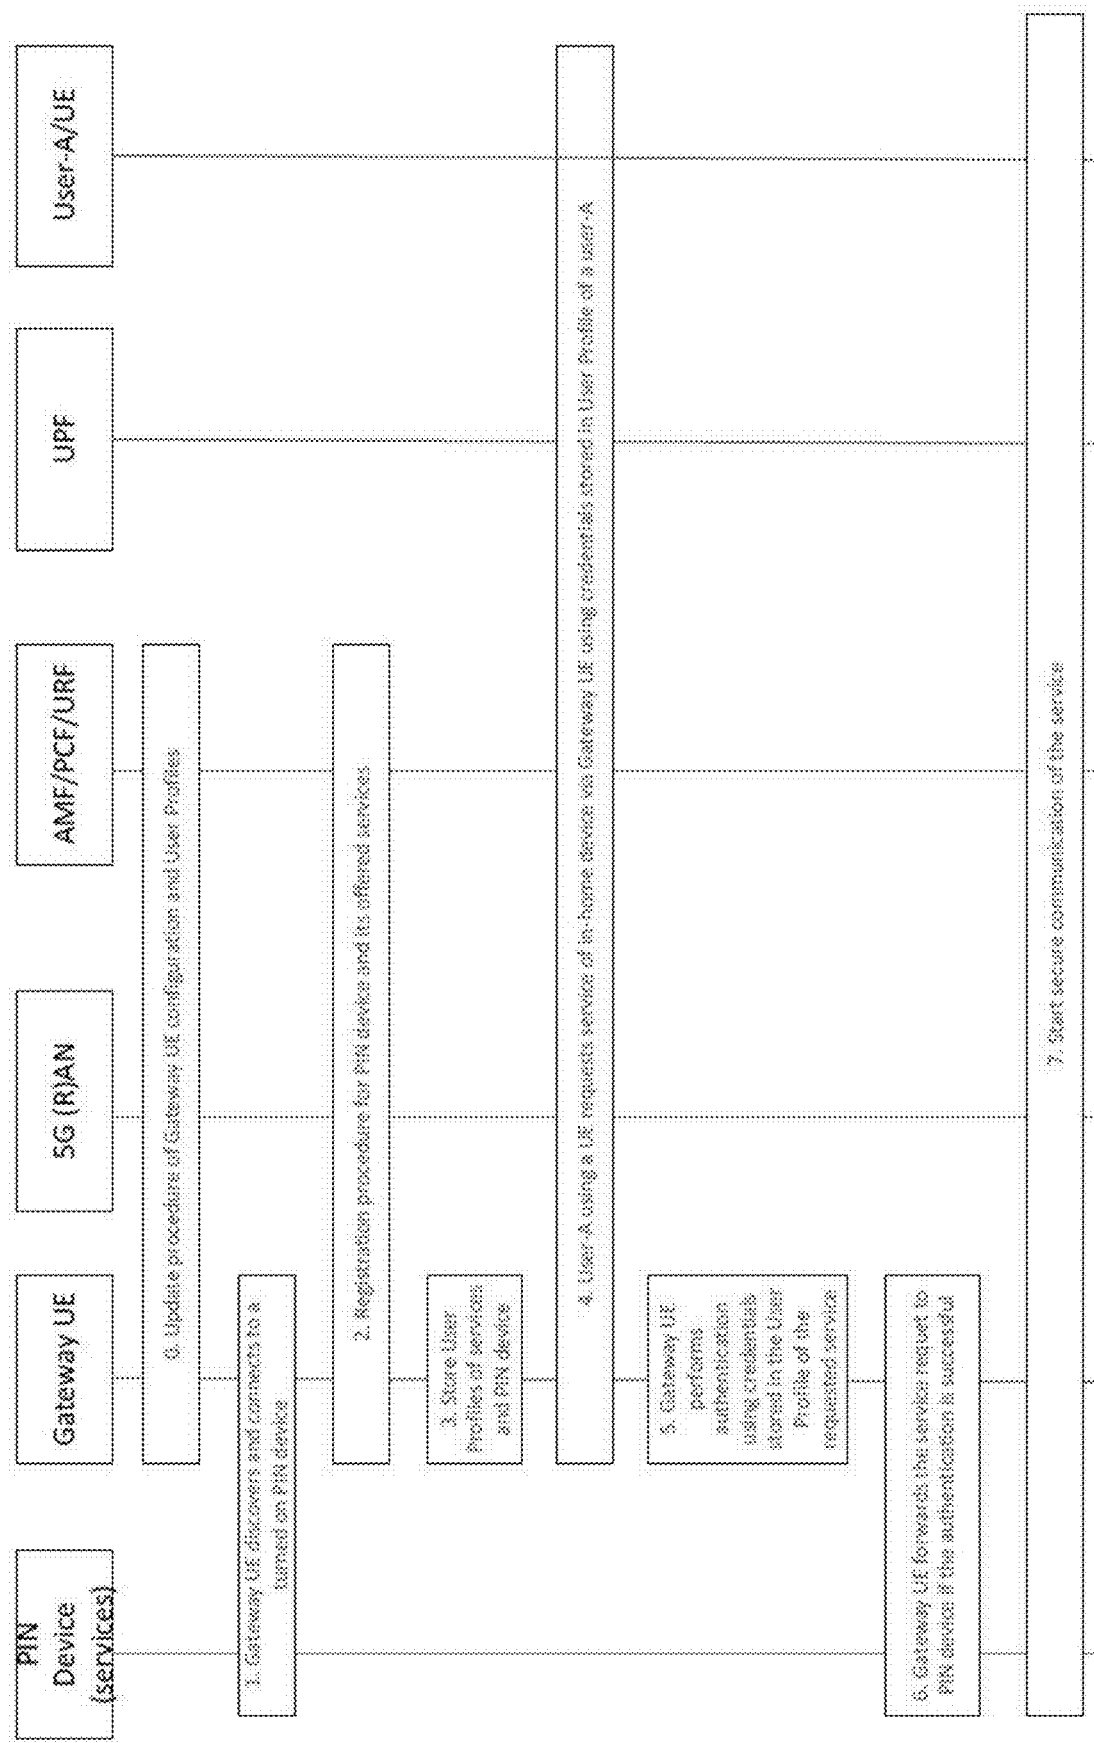 PIN
Device
(services)
Gateway UE
5G (R)AN
AMF/PCF/URF
UPF
User-A/UE
0. Update procedure of Gateway UE configuration and User Profiles
1. Gateway UE discovers and connects to a
turned on PIN device
2. Registration procedure for PIN device and its offered services
3. Store User
Profiles of services
and PIN device
4. User-A using a UE requests service of in-home device via Gateway UE using credentials stored in User Profile of a user-A
5. Gateway UE
performs
authentication
using credentials
stored in the User
Profile of the
requested service
6. Gateway UE forwards the service request to
PIN device if the authentication is successful
7. Start secure communication of the service